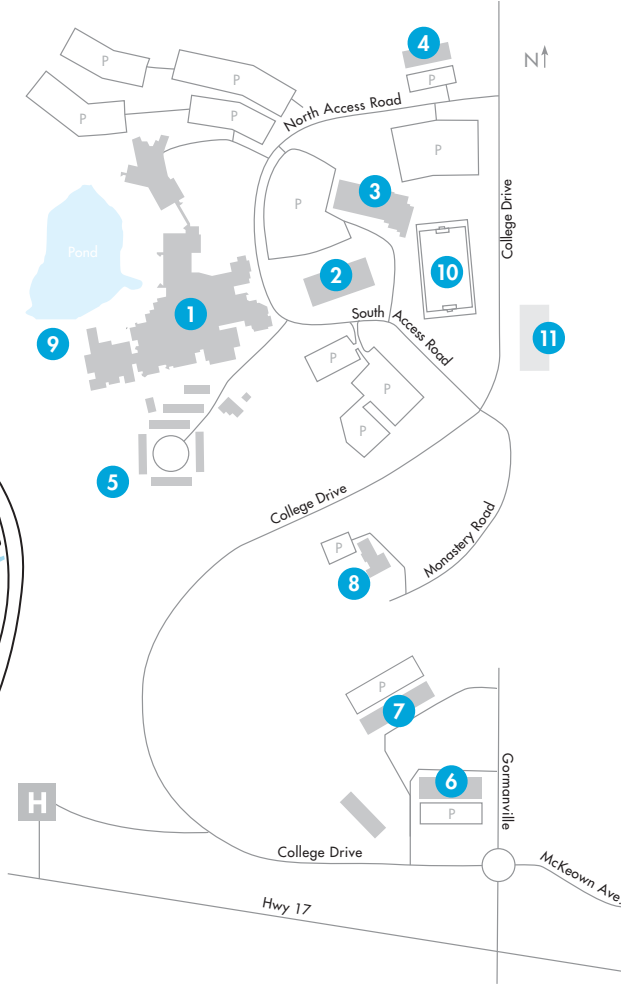 4
N
P
P
P
P
P
North Access Road
P
3
P
College Drive
Pond
2
10
1
South Access Road
11
9
P
P
P
5
College Drive
Monastery Road
P
8
P
7
Gormanville
6
P
H
College Drive
McKeown Ave.
Hwy 17